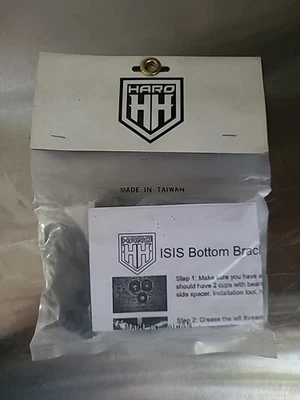 HARO
MADE IN TAIWAN
HARO
ISIS Bottom Brac
Step 1: Make sure you have a
should have 2 cups with bear
side spacer, Installation tool,
Step 2: Grease the left thread